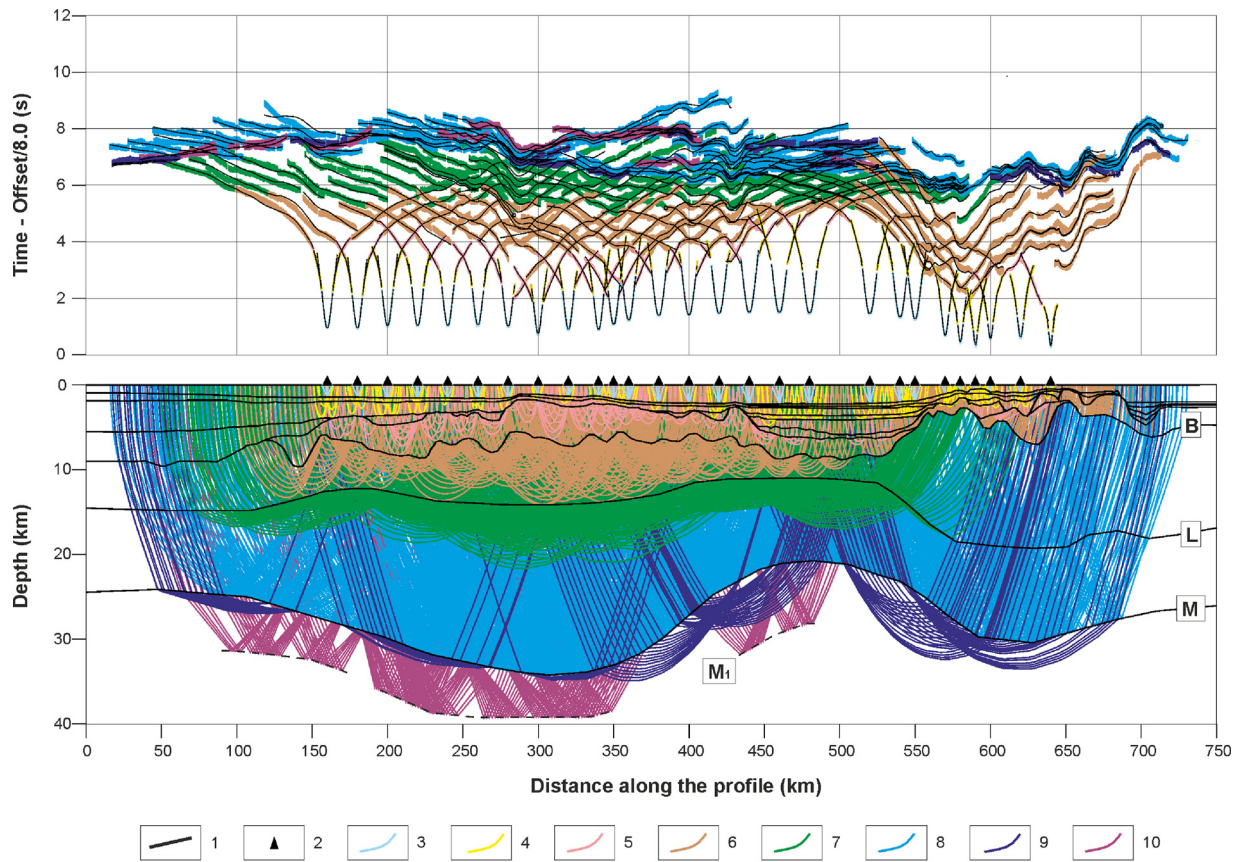 12
10
8
6
4
2
0
Time - Offset/8.0 (s)
0
10
20
30
40
Depth (km)
B
L
M
M1
0 50 100 150 200 250 300 350 400 450 500 550 600 650 700 750
Distance along the profile (km)
1 2 3 4 5 6 7 8 9 10